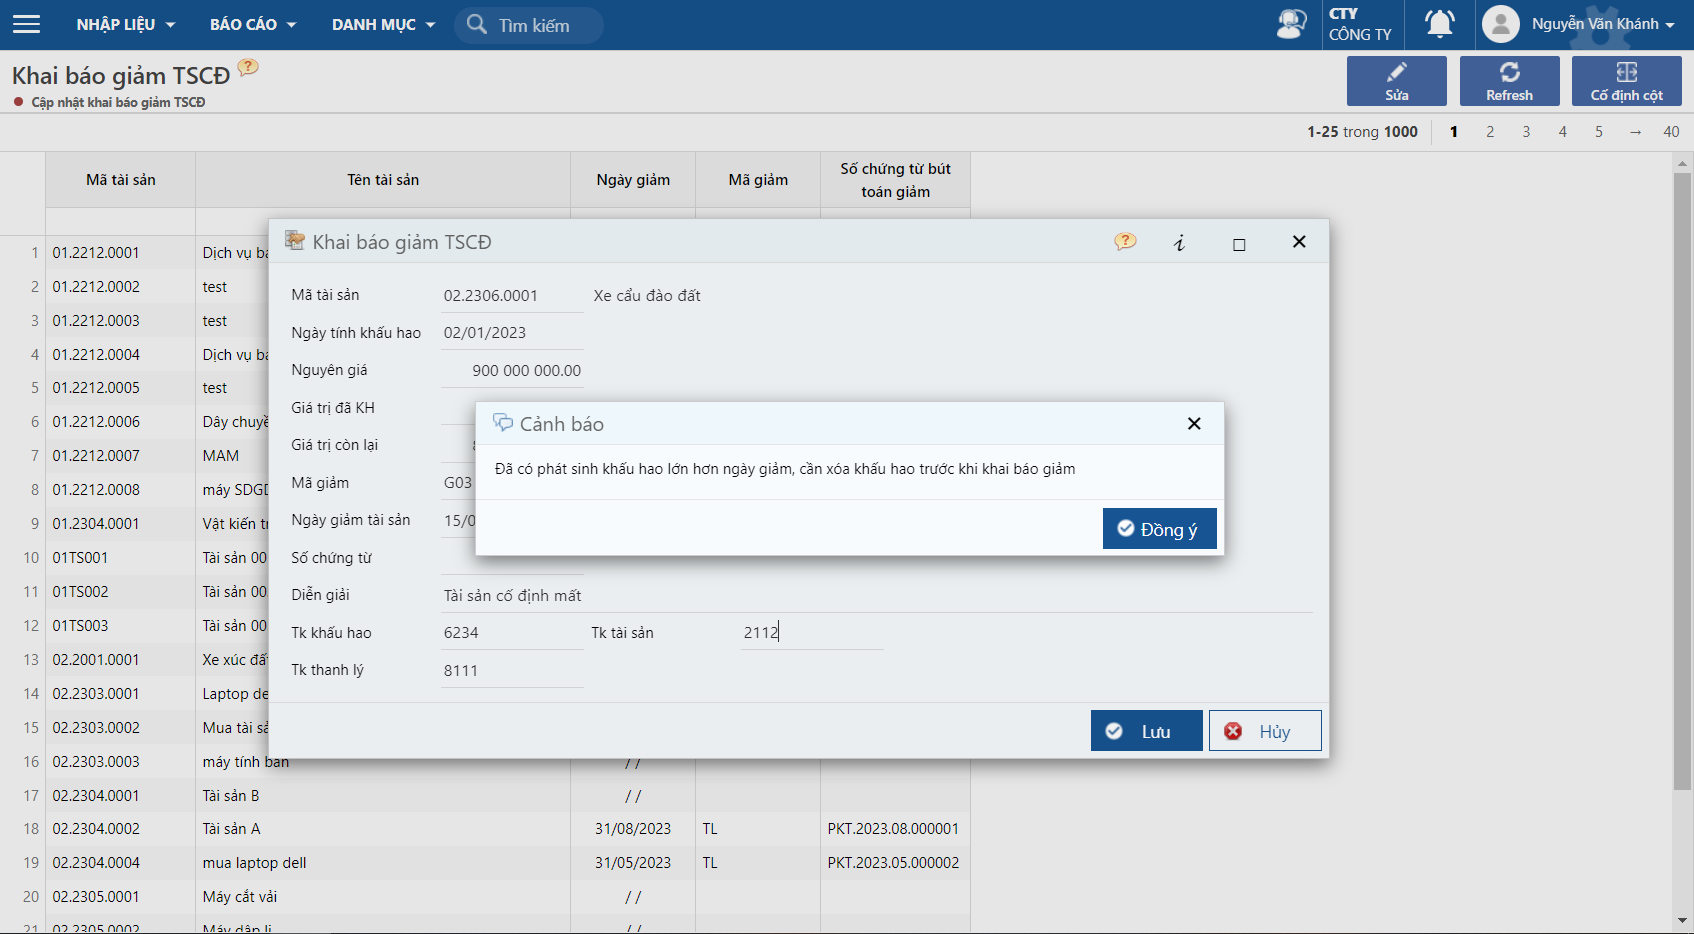 NHẬP LIỆU
BÁO CÁO
DANH MỤC
Tìm kiếm
CTY
CÔNG TY
Nguyễn Văn Khánh
Khai báo giảm TSCĐ
Cập nhật khai báo giảm TSCĐ
Sửa
Refresh
Cố định cột
1-25 trong 1000 1 2 3 4 5 → 40
Mã tài sản Tên tài sản Ngày giảm Mã giảm Số chứng từ bút
toán giảm
1 01.2212.0001 Dịch vụ
2 01.2212.0002 test
3 01.2212.0003 test
4 01.2212.0004 Dịch vụ
5 01.2212.0005 test
6 01.2212.0006 Dây
7 01.2212.0007 MAM
8 01.2212.0008 máy
9 01.2304.0001 Vật kiến
10 01TS001 Tài sản 00
11 01TS002 Tài sản 00
12 01TS003 Tài sản 00
13 02.2001.0001 Xe xúc
14 02.2303.0001 Laptop
15 02.2303.0002 Mua tài
16 02.2303.0003 máy tính bàn / /
17 02.2304.0001 Tài sản B / /
18 02.2304.0002 Tài sản A 31/08/2023 TL PKT.2023.08.000001
19 02.2304.0004 mua laptop dell 31/05/2023 TL PKT.2023.05.000002
20 02.2305.0001 Máy cắt vải / /
21 02.2305.0002 Máy dập li / /
Khai báo giảm TSCĐ
Mã tài sản 02.2306.0001 Xe cẩu đào đất
Ngày tính khấu hao 02/01/2023
Nguyên giá 900 000 000.00
Giá trị đã KH
Giá trị còn lại
Mã giảm G03
Ngày giảm tài sản 15/0
Số chứng từ
Diễn giải Tài sản cố định mất
Tk khấu hao 6234 Tk tài sản 2112
Tk thanh lý 8111
Lưu
Hủy
Cảnh báo
Đã có phát sinh khấu hao lớn hơn ngày giảm, cần xóa khấu hao trước khi khai báo giảm
Đồng ý